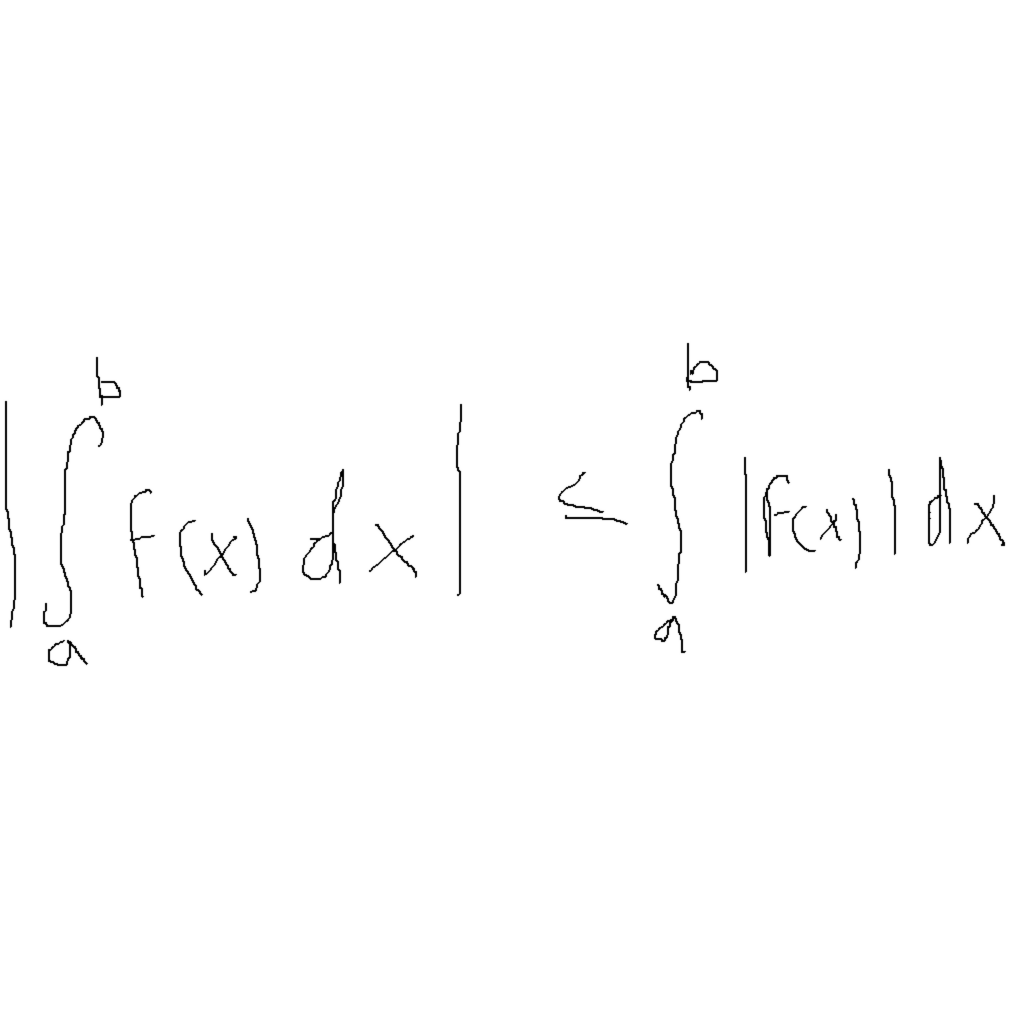 |∫_a^b f(x) dx| ≤ ∫_a^b |f(x)| dx